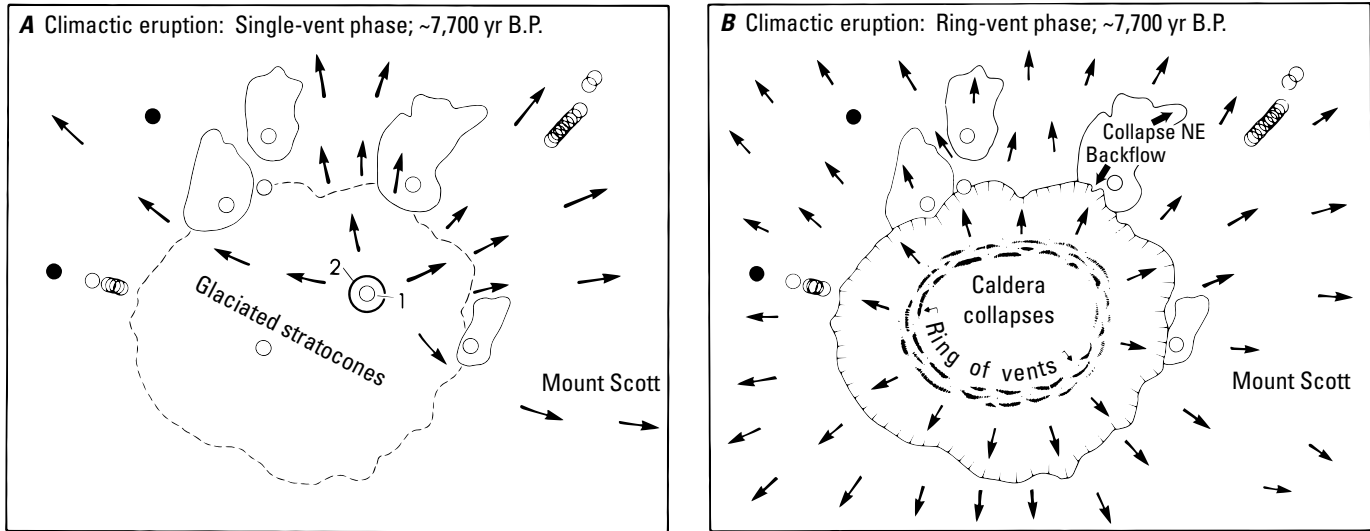 A Climactic eruption: Single-vent phase; ~7,700 yr B.P.
2
1
Glaciated stratocones
Mount Scott
B Climactic eruption: Ring-vent phase; ~7,700 yr B.P.
Collapse NE
Backflow
Caldera
collapses
Ring of vents
Mount Scott